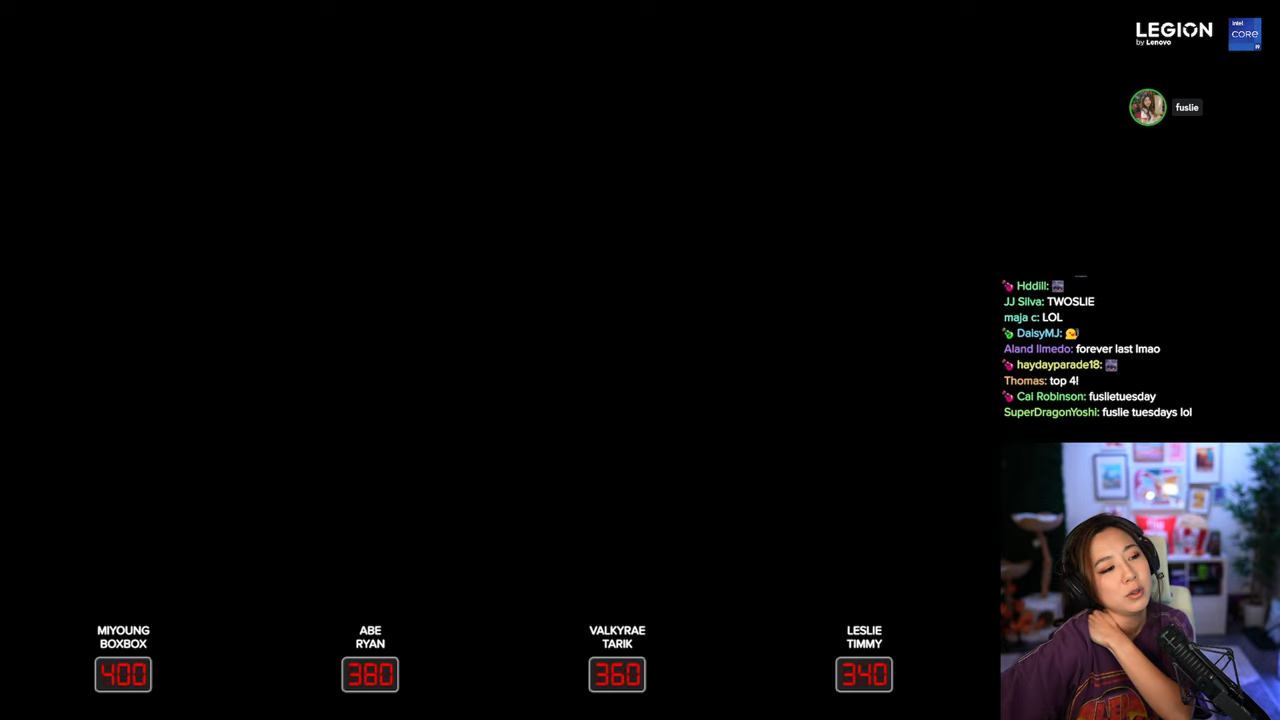 LEGION
by Lenovo
intel
CORE
i9
fuslie
Hddill:
JJ Silva: TWOSLIE
maja c: LOL
DaisyMJ:
Aland Ilmedo: forever last lmao
haydayparade18:
Thomas: top 4!
Cai Robinson: fuslietuesday
SuperDragonYoshi: fuslie tuesdays lol
MIYOUNG
BOXBOX
400
ABE
RYAN
380
VALKYRAE
TARIK
360
LESLIE
TIMMY
340